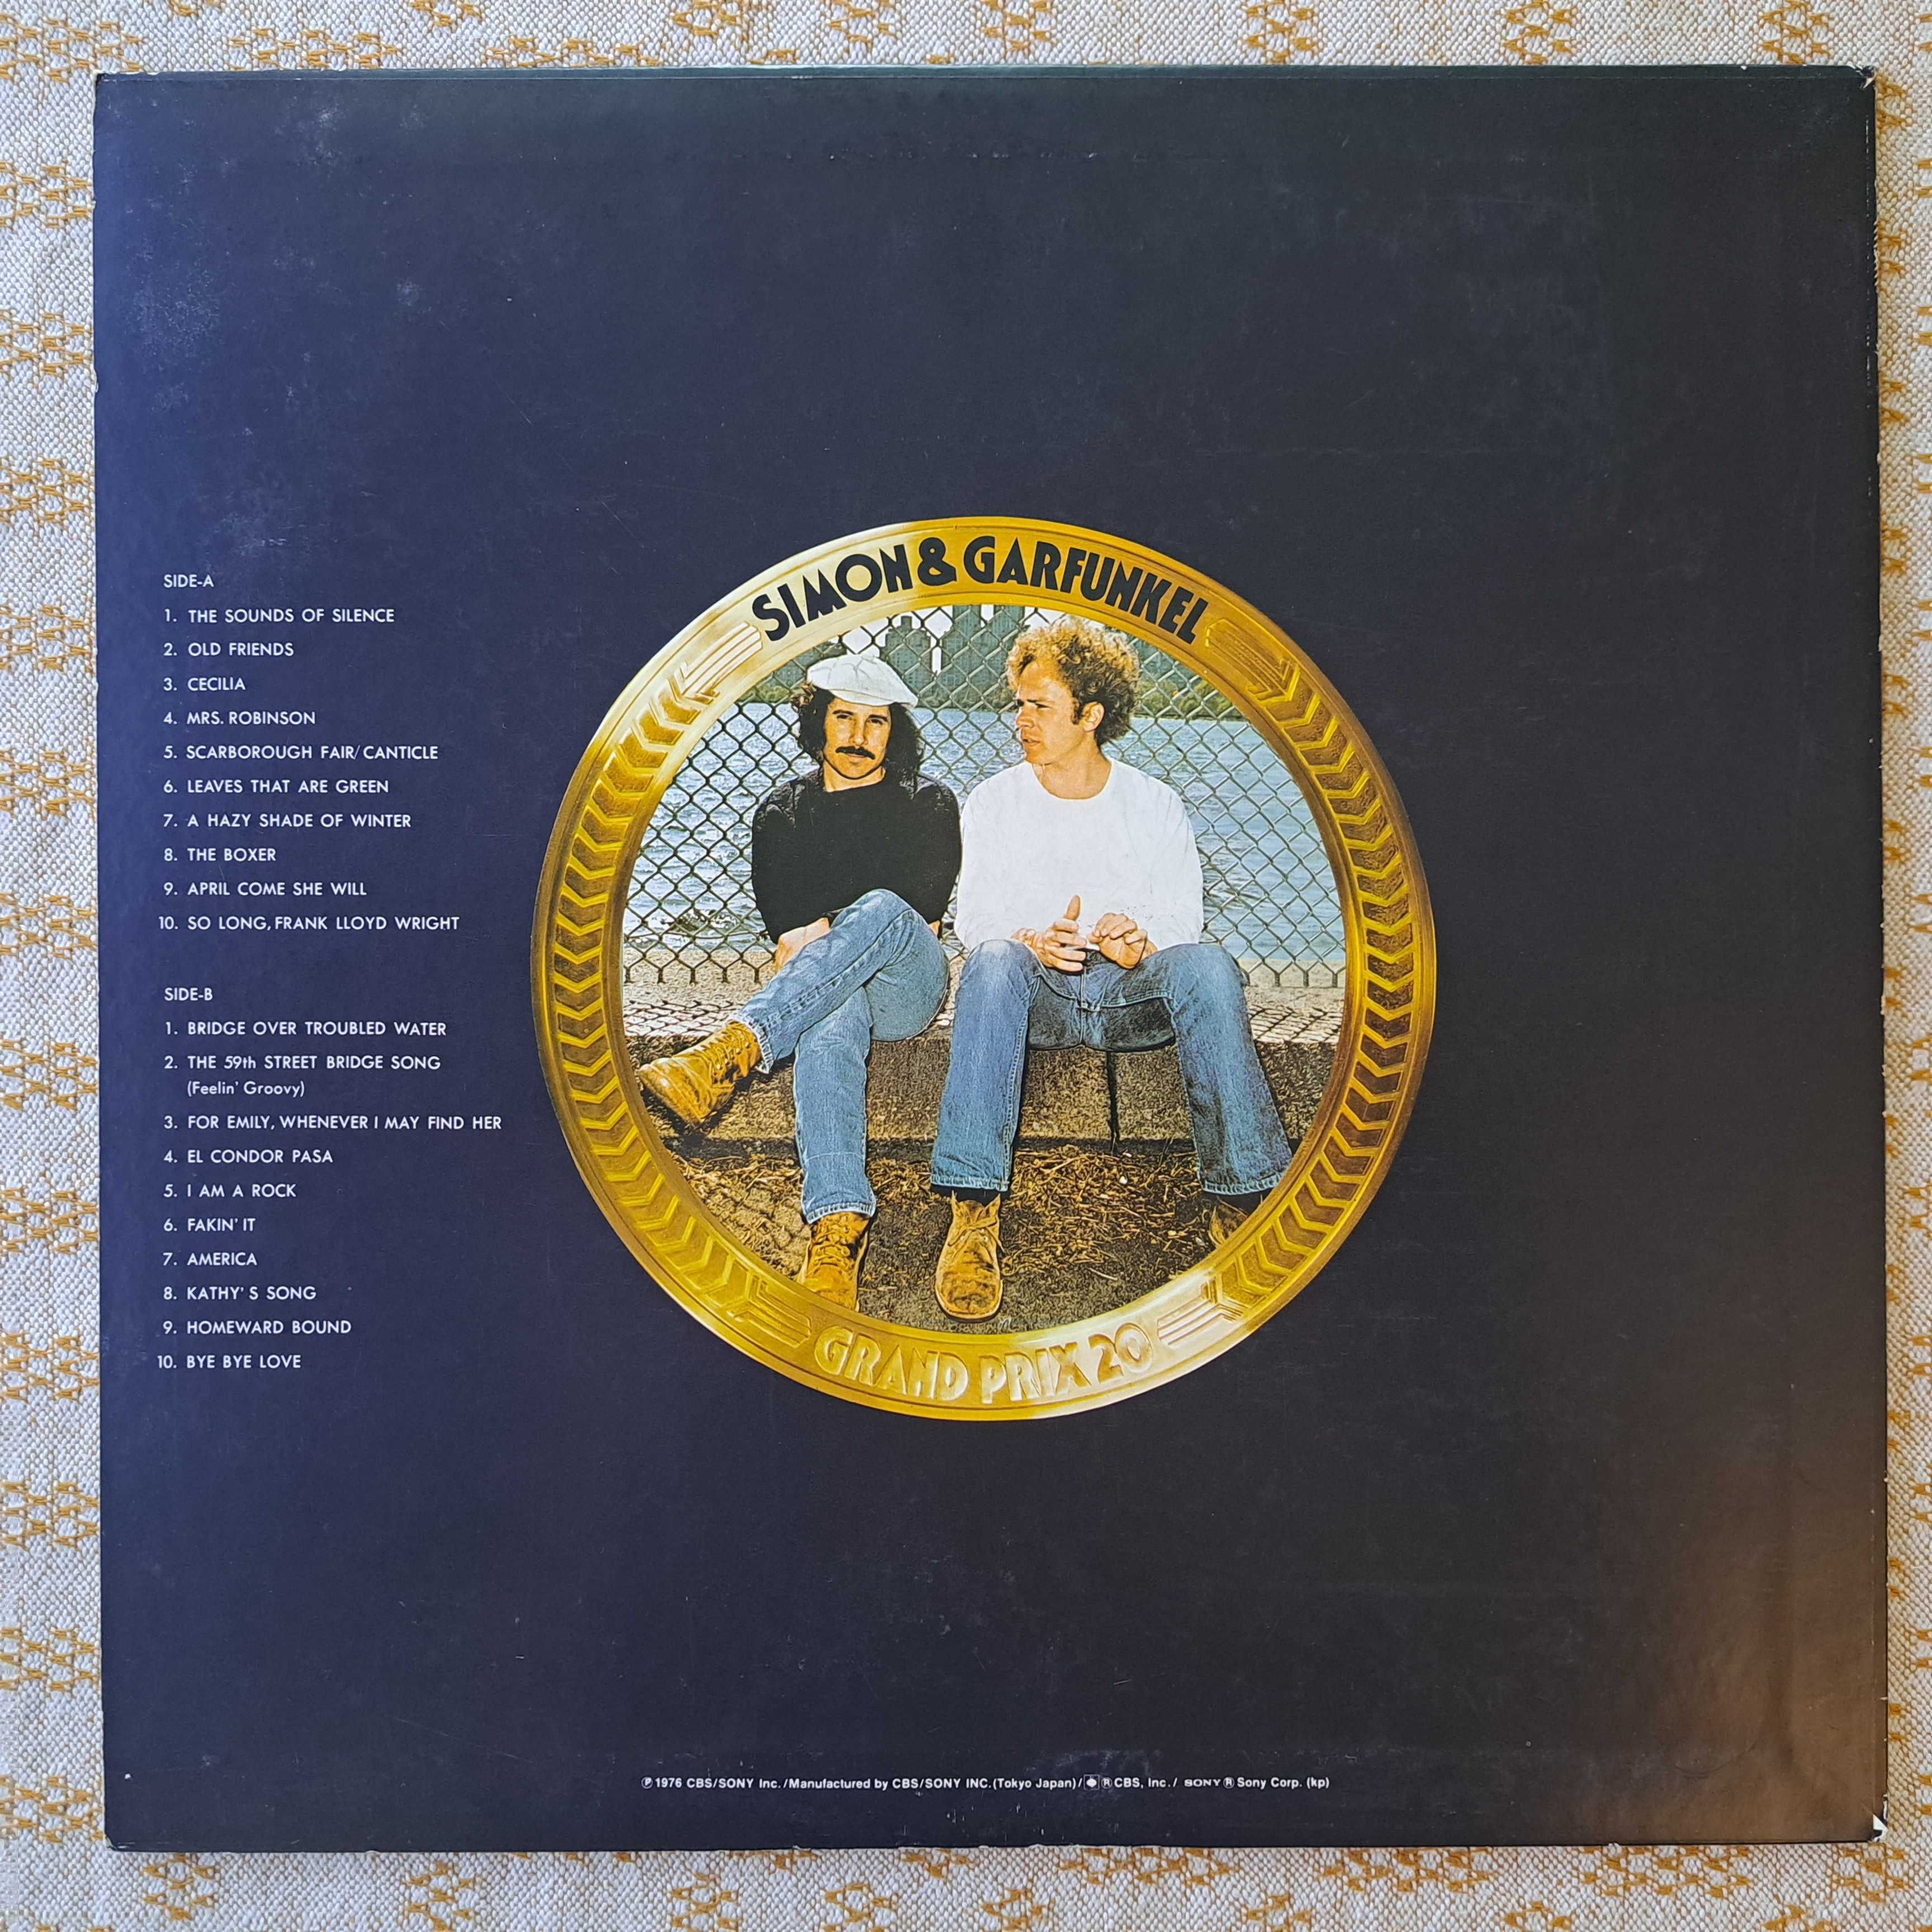 SIMON & GARFUNKEL
SIDE-A
1. THE SOUNDS OF SILENCE
2. OLD FRIENDS
3. CECILIA
4. MRS. ROBINSON
5. SCARBOROUGH FAIR/CANTICLE
6. LEAVES THAT ARE GREEN
7. A HAZY SHADE OF WINTER
8. THE BOXER
9. APRIL COME SHE WILL
10. SO LONG, FRANK LLOYD WRIGHT
SIDE-B
1. BRIDGE OVER TROUBLED WATER
2. THE 59th STREET BRIDGE SONG
(Feelin' Groovy)
3. FOR EMILY, WHENEVER I MAY FIND HER
4. EL CONDOR PASA
5. I AM A ROCK
6. FAKIN' IT
7. AMERICA
8. KATHY'S SONG
9. HOMEWARD BOUND
10. BYE BYE LOVE
GRAND PRIX 20
℗1976 CBS/SONY Inc./Manufactured by CBS/SONY INC.(Tokyo Japan)/®CBS, Inc./ SONY® Sony Corp. (kp)